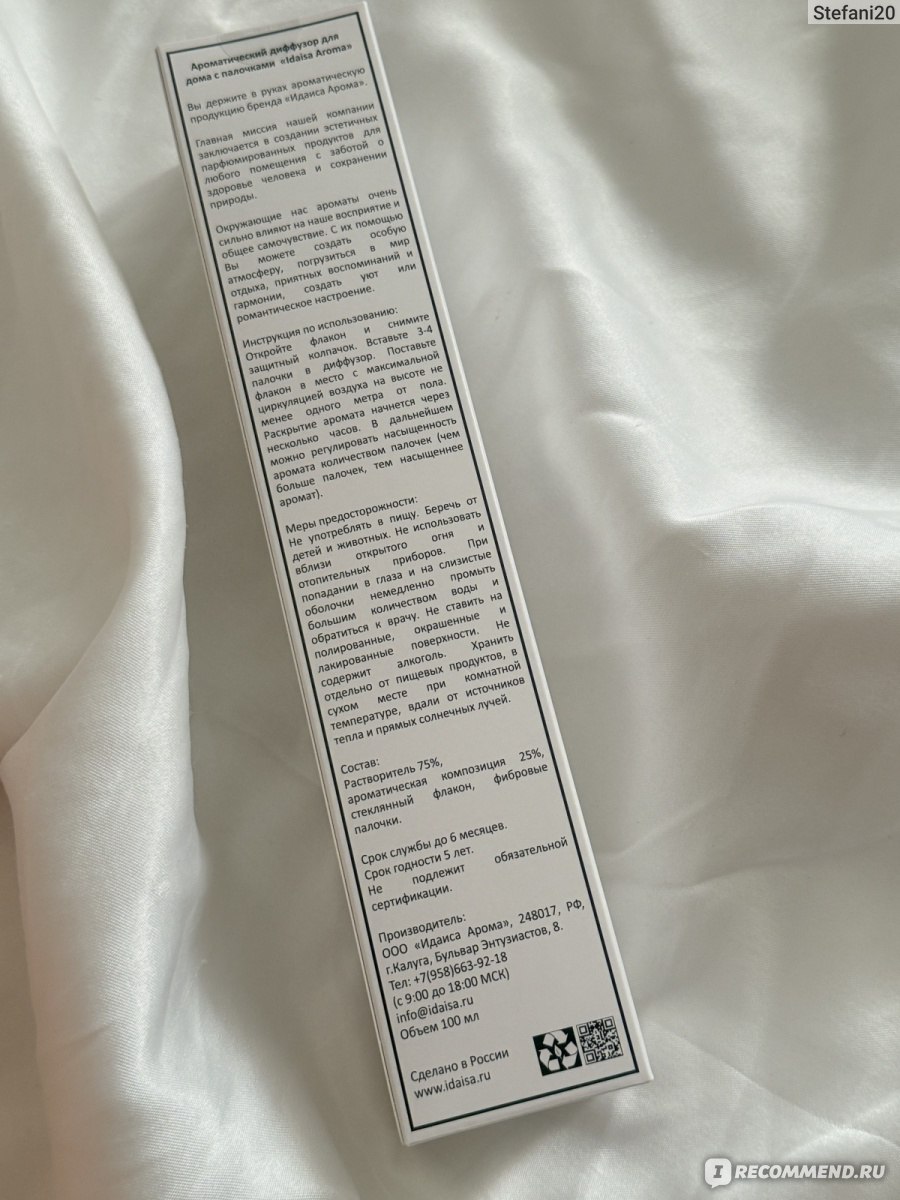 Stefani20
Ароматический диффузор для
дома с палочками «Idaisa Aroma»
Вы держите в руках ароматическую
продукцию бренда «Идаиса Арома».
Главная миссия нашей компании
заключается в создании эстетичных
парфюмированных продуктов для
любого помещения с заботой о
здоровье человека и сохранении
природы.
Окружающие нас ароматы очень
сильно влияют на наше восприятие и
общее самочувствие. С их помощью
Вы можете создать особую
атмосферу, погрузиться в мир
отдыха, приятных воспоминаний и
гармонии, создать уют или
романтическое настроение.
Инструкция по использованию:
Откройте флакон и снимите
защитный колпачок. Вставьте 3-4
палочки в диффузор. Поставьте
флакон в место с максимальной
циркуляцией воздуха на высоте не
менее одного метра от пола.
Раскрытие аромата начнется через
несколько часов. В дальнейшем
можно регулировать насыщенность
аромата количеством палочек (чем
больше палочек, тем насыщеннее
аромат).
Меры предосторожности:
Не употреблять в пищу. Беречь от
детей и животных. Не использовать
вблизи открытого огня и
отопительных приборов. При
попадании в глаза и на слизистые
оболочки немедленно промыть
большим количеством воды и
обратиться к врачу. Не ставить на
полированные, окрашенные и
лакированные поверхности. Не
содержит алкоголь. Хранить
отдельно от пищевых продуктов, в
сухом месте при комнатной
температуре, вдали от источников
тепла и прямых солнечных лучей.
Состав:
Растворитель 75%,
ароматическая композиция 25%,
стеклянный флакон, фибровые
палочки.
Срок службы до 6 месяцев.
Срок годности 5 лет.
Не подлежит обязательной
сертификации.
Производитель:
ООО «Идаиса Арома», 248017, РФ,
г.Калуга, Бульвар Энтузиастов, 8.
Тел: +7(958)663-92-18
(с 9:00 до 18:00 МСК)
info@idaisa.ru
Объем 100 мл
Сделано в России
www.idaisa.ru
IRECOMMEND.RU